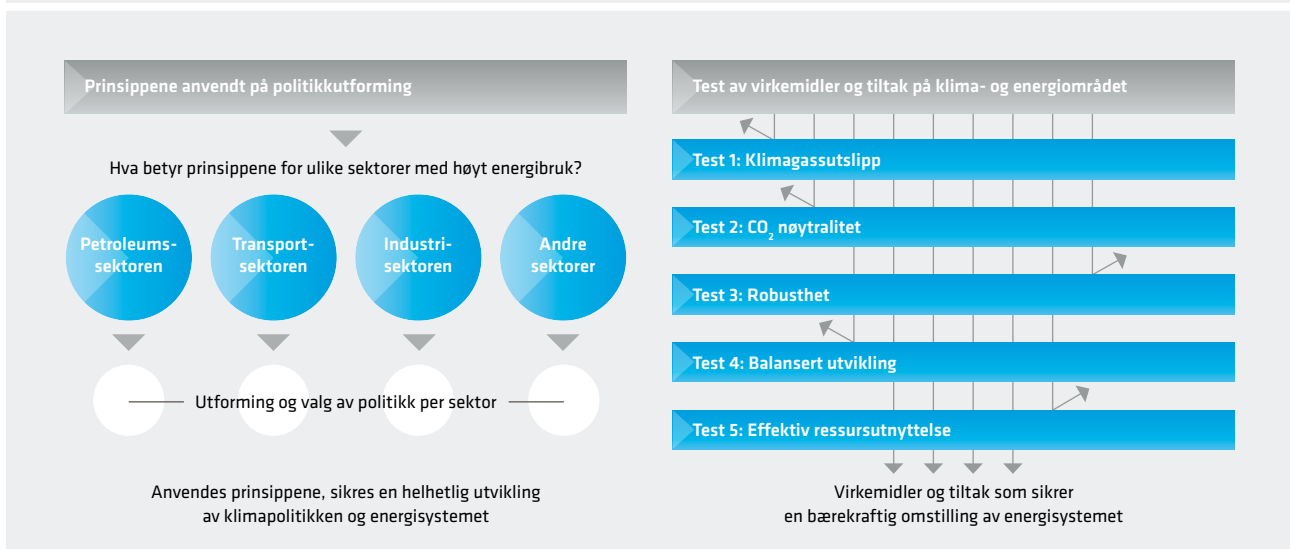 Prinsippene anvendt på politikkutforming
Hva betyr prinsippene for ulike sektorer med høyt energibruk?
Petroleums-
sektoren
Transport-
sektoren
Industri-
sektoren
Andre
sektorer
Utforming og valg av politikk per sektor
Anvendes prinsippene, sikres en helhetlig utvikling
av klimapolitikken og energisystemet
Test av virkemidler og tiltak på klima- og energiområdet
Test 1: Klimagassutslipp
Test 2: CO₂ nøytralitet
Test 3: Robusthet
Test 4: Balansert utvikling
Test 5: Effektiv ressursutnyttelse
Virkemidler og tiltak som sikrer
en bærekraftig omstilling av energisystemet